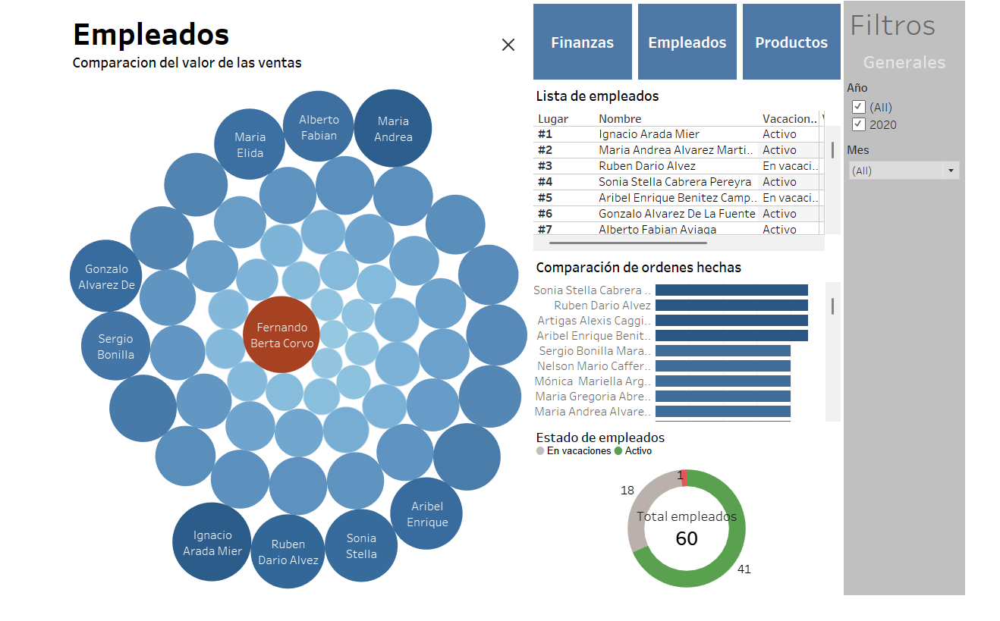 Empleados
Comparacion del valor de las ventas
Maria
Elida
Alberto
Fabian
Maria
Andrea
Gonzalo
Alvarez De
Sergio
Bonilla
Fernando
Berta Corvo
Ignacio
Arada Mier
Ruben
Dario Alvez
Sonia
Stella
Aribel
Enrique
Finanzas
Empleados
Productos
Lista de empleados
Lugar Nombre Vacacion..
#1 Ignacio Arada Mier Activo
#2 Maria Andrea Alvarez Marti.. Activo
#3 Ruben Dario Alvez En vacaci..
#4 Sonia Stella Cabrera Pereyra Activo
#5 Aribel Enrique Benitez Camp.. En vacaci..
#6 Gonzalo Alvarez De La Fuente Activo
#7 Alberto Fabian Aviaga Activo
Comparación de ordenes hechas
Sonia Stella Cabrera ..
Ruben Dario Alvez
Artigas Alexis Caggi..
Aribel Enrique Benit..
Sergio Bonilla Mara..
Nelson Mario Caffer..
Mónica Mariella Arg..
Maria Gregoria Abre..
Maria Andrea Alvare..
Estado de empleados
En vacaciones Activo
1
18
Total empleados
60
41
Filtros
Generales
Año
(All)
2020
Mes
(All)